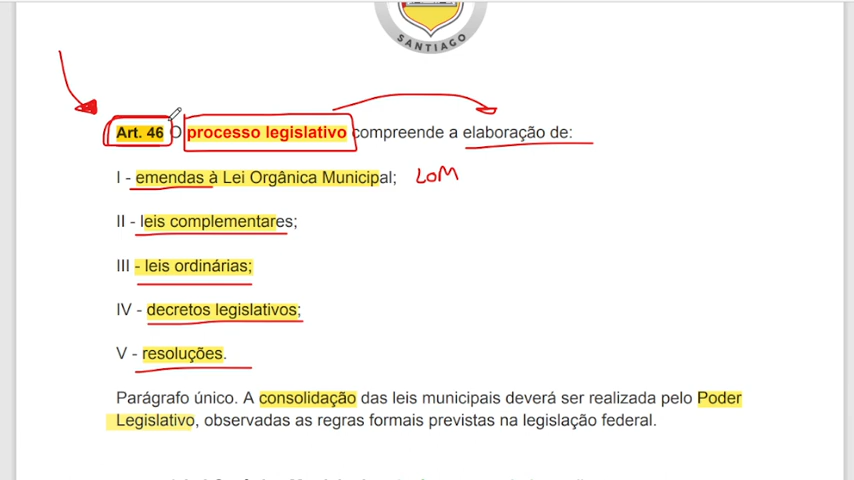 SANTIAGO
Art. 46 O processo legislativo compreende a elaboração de:
I - emendas à Lei Orgânica Municipal; LOM
II - leis complementares;
III - leis ordinárias;
IV - decretos legislativos;
V - resoluções.
Parágrafo único. A consolidação das leis municipais deverá ser realizada pelo Poder
Legislativo, observadas as regras formais previstas na legislação federal.